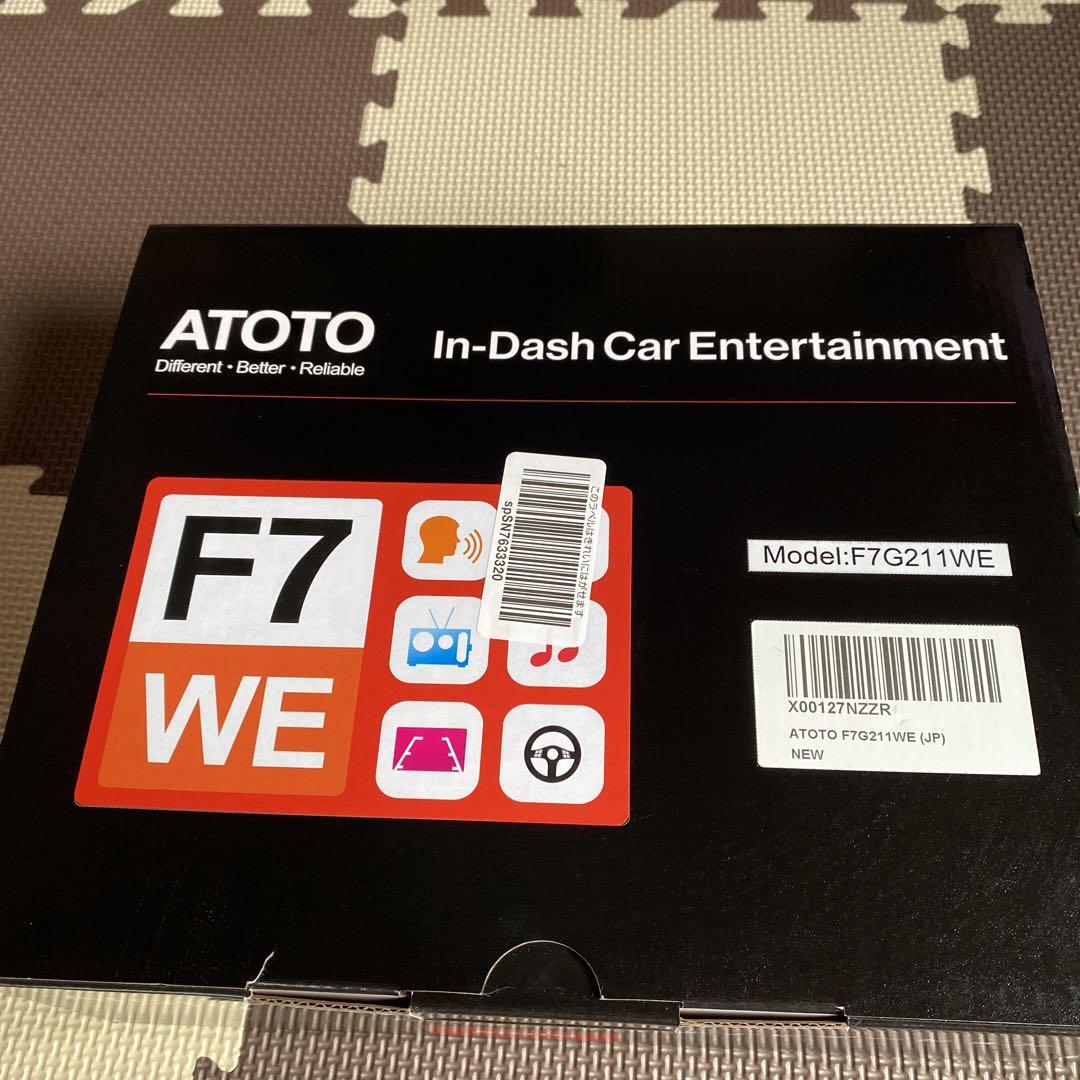 ATOTO
Different • Better • Reliable
In-Dash Car Entertainment
F7
WE
このラベルはきれいにはがせます
spSN7633320
Model:F7G211WE
X00127NZZR
ATOTO F7G211WE (JP)
NEW